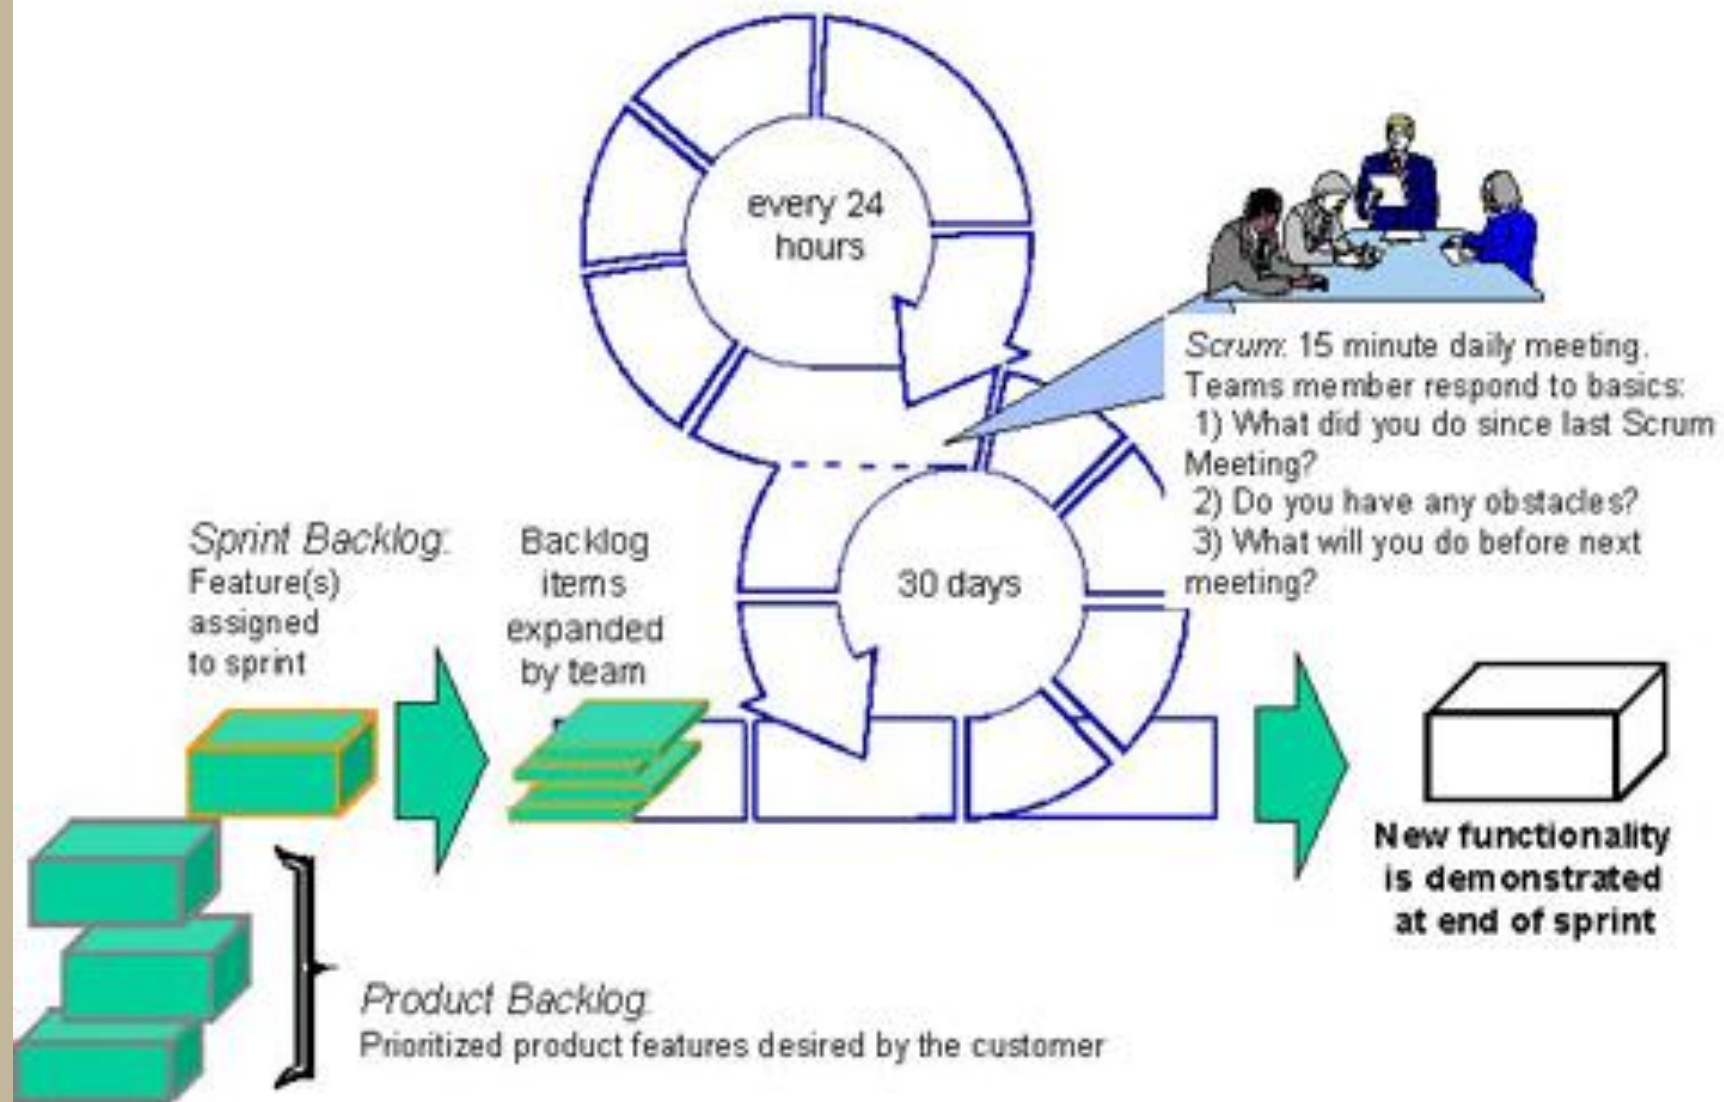 every 24
hours
Scrum: 15 minute daily meeting.
Teams member respond to basics:
1) What did you do since last Scrum
Meeting?
2) Do you have any obstacles?
3) What will you do before next
meeting?
30 days
Sprint Backlog:
Feature(s)
assigned
to sprint
Backlog
items
expanded
by team
New functionality
is demonstrated
at end of sprint
Product Backlog:
Prioritized product features desired by the customer